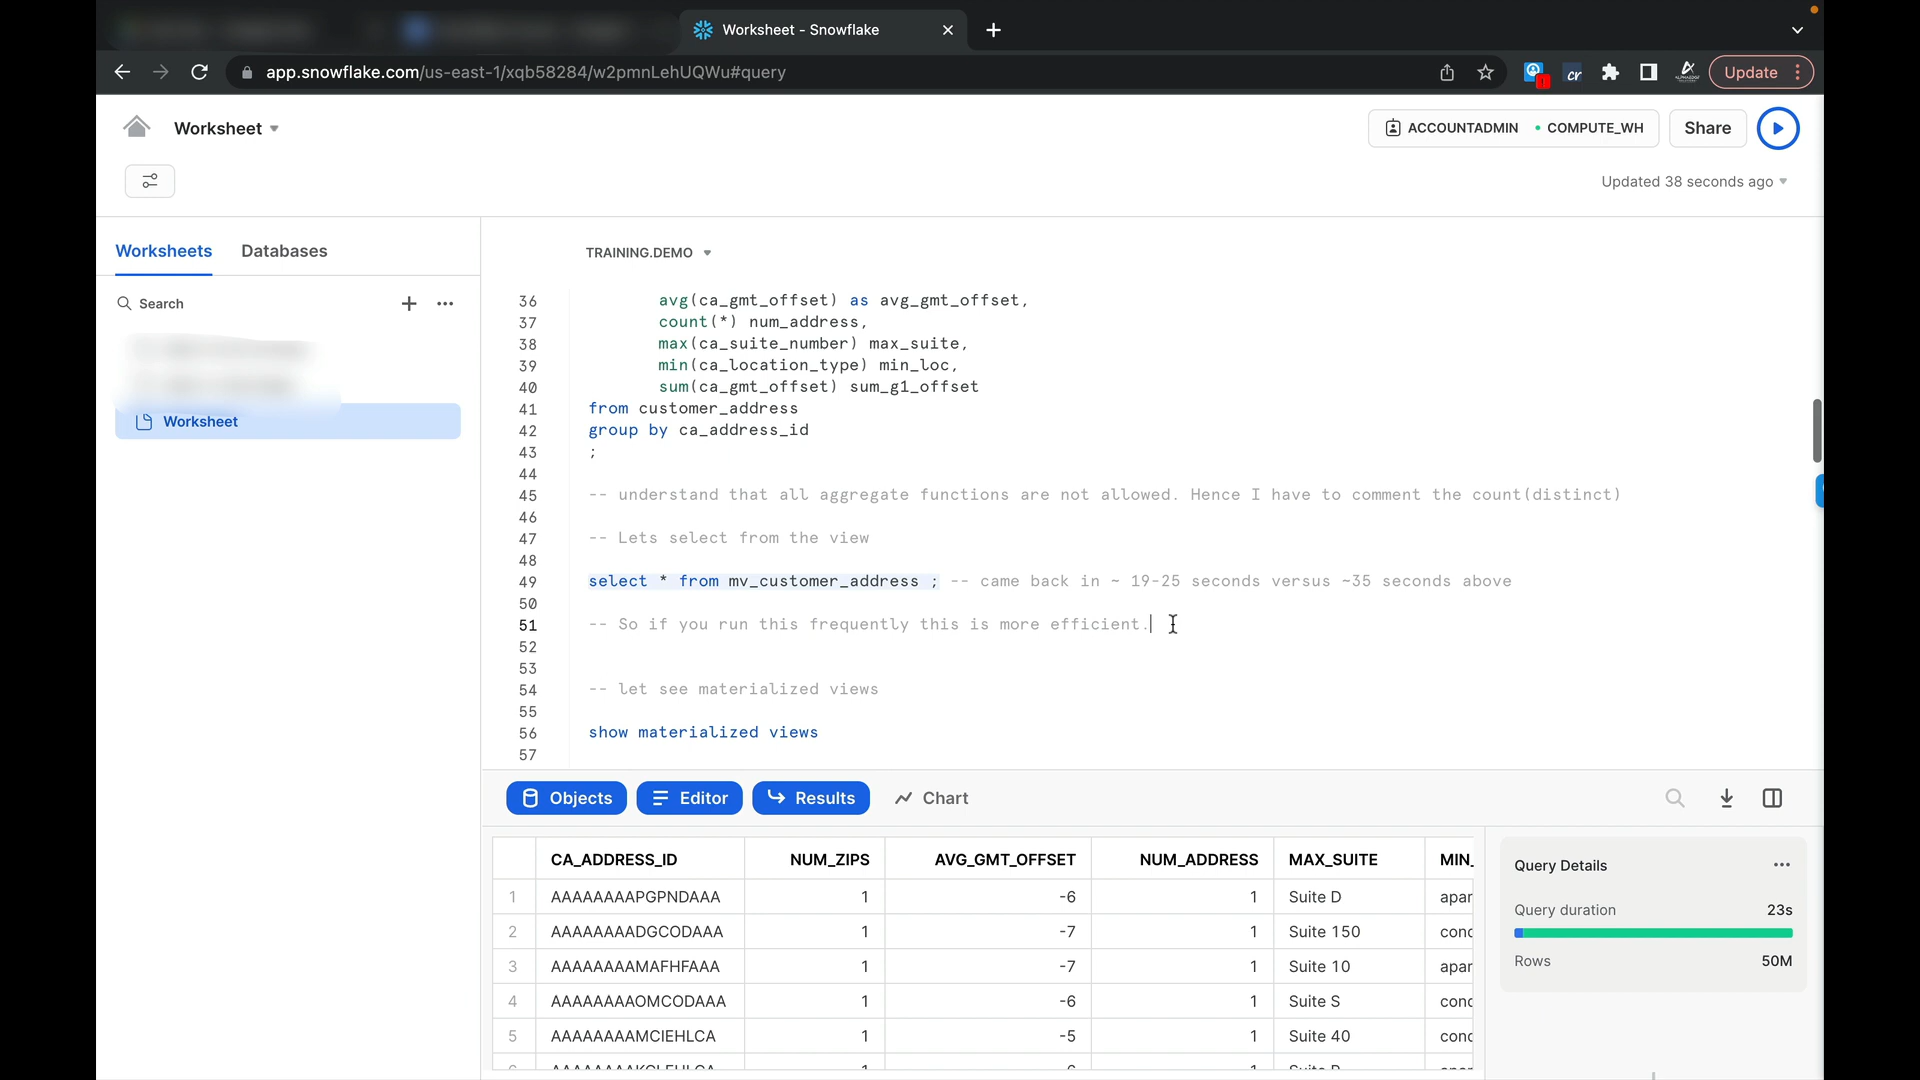 Worksheet - Snowflake
app.snowflake.com/us-east-1/xqb58284/w2pmnLehUQWu#query
cr
Update
Worksheet
ACCOUNTADMIN
COMPUTE_WH
Share
Updated 38 seconds ago
Worksheets
Databases
Search
Worksheet
TRAINING.DEMO
36 avg(ca_gmt_offset) as avg_gmt_offset,
37 count(*) num_address,
38 max(ca_suite_number) max_suite,
39 min(ca_location_type) min_loc,
40 sum(ca_gmt_offset) sum_g1_offset
41 from customer_address
42 group by ca_address_id
43 ;
44
45 -- understand that all aggregate functions are not allowed. Hence I have to comment the count(distinct)
46
47 -- Lets select from the view
48
49 select * from mv_customer_address ; -- came back in ~ 19-25 seconds versus ~35 seconds above
50
51 -- So if you run this frequently this is more efficient.
52
53
54 -- let see materialized views
55
56 show materialized views
57
Objects
Editor
Results
Chart
CA_ADDRESS_ID NUM_ZIPS AVG_GMT_OFFSET NUM_ADDRESS MAX_SUITE MIN_
1 AAAAAAAAPGPNDAAA 1 -6 1 Suite D apar
2 AAAAAAAADGCODAAA 1 -7 1 Suite 150 conc
3 AAAAAAAAMAFHFAAA 1 -7 1 Suite 10 apar
4 AAAAAAAAOMCODAAA 1 -6 1 Suite S conc
5 AAAAAAAAMCIEHLCA 1 -5 1 Suite 40 conc
Query Details
Query duration 23s
Rows 50M